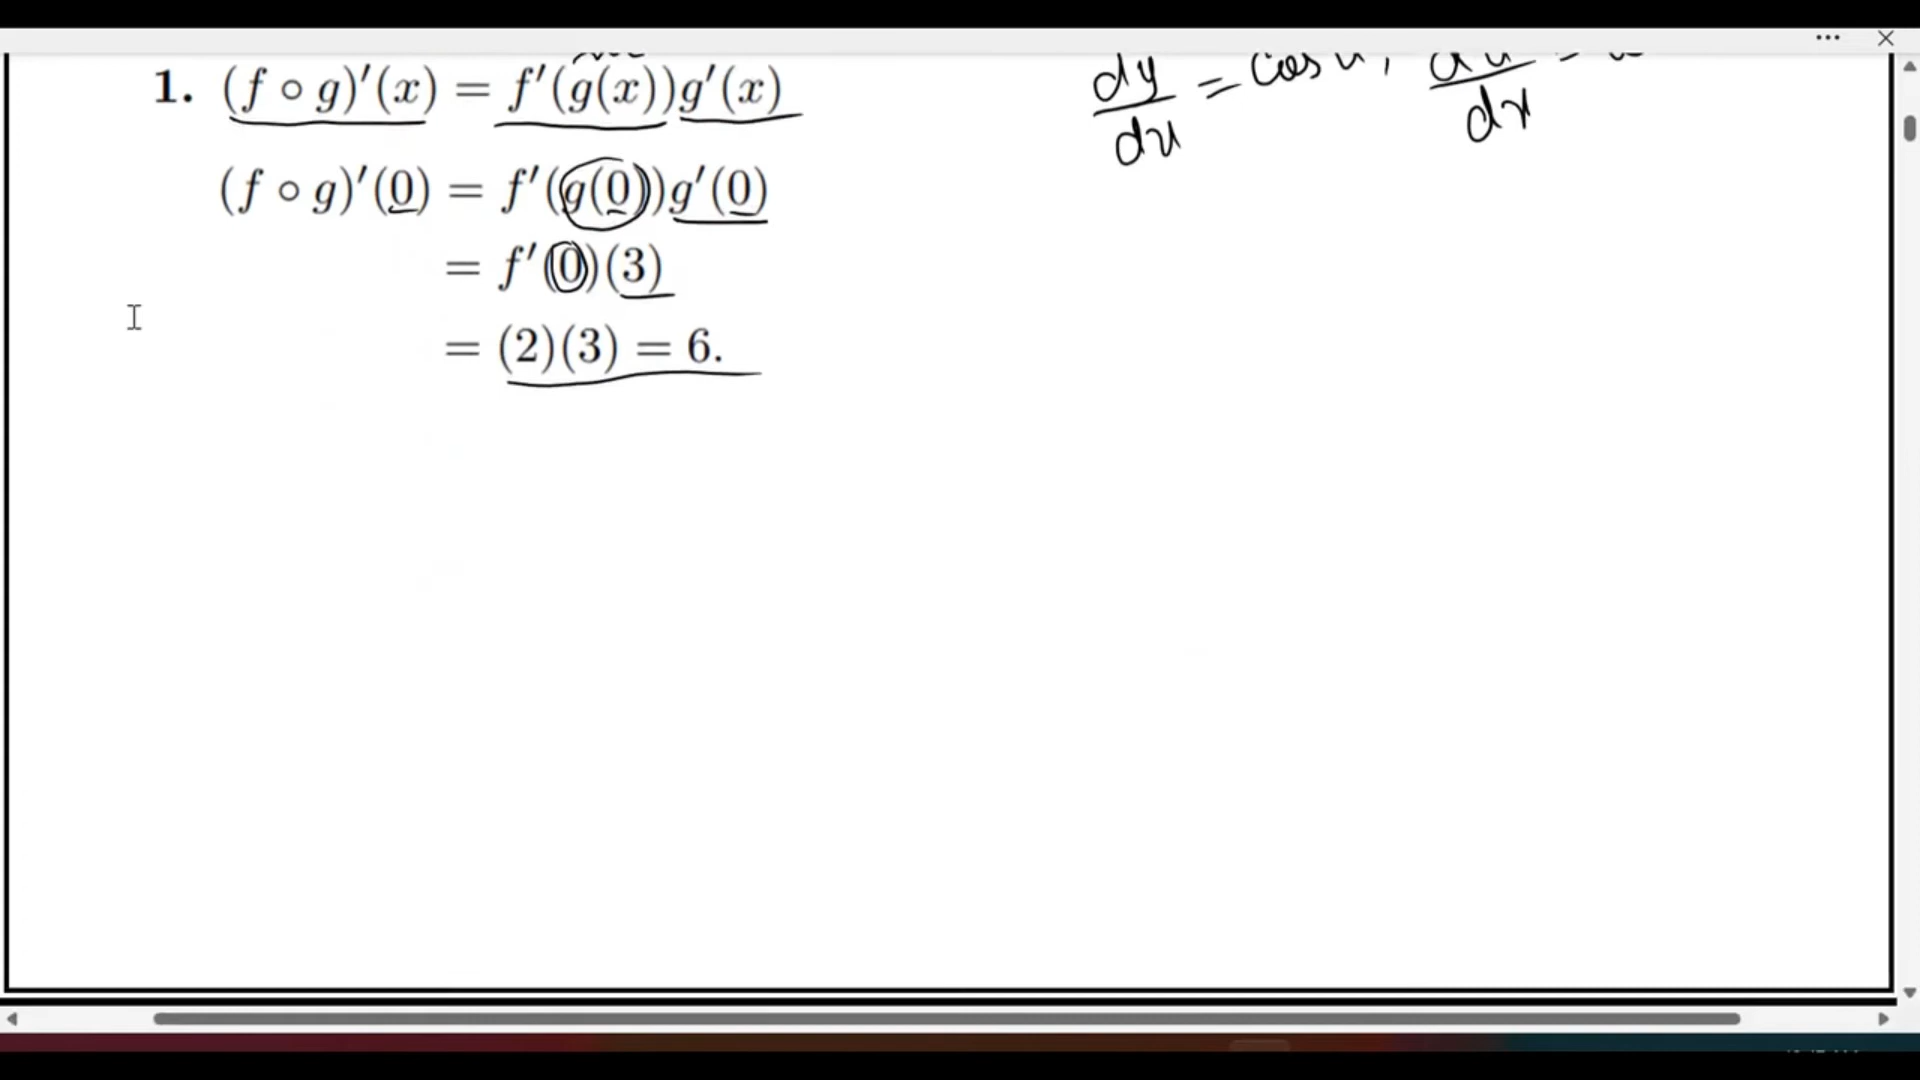 1. (f ∘ g)′(x) = f′(g(x))g′(x)
(f ∘ g)′(0) = f′(g(0))g′(0)
= f′(0)(3)
= (2)(3) = 6.
dy/du = cos u, du/dx =